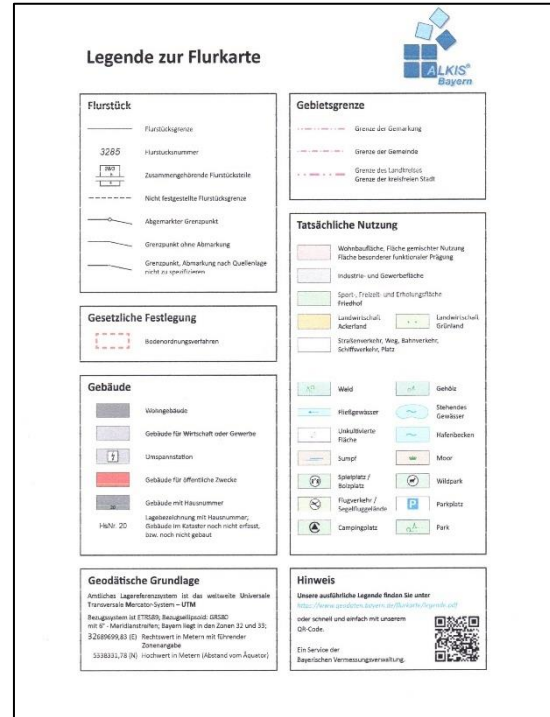 Legende zur Flurkarte
ALKIS®
Bayern
Flurstück
Flurstücksgrenze
3285
Flurstücksnummer
Zusammengehörende Flurstücksteile
Nicht festgestellte Flurstücksgrenze
Abgemarkter Grenzpunkt
Grenzpunkt ohne Abmarkung
Grenzpunkt, Abmarkung nach Quellenlage
nicht zu spezifizieren
Gesetzliche Festlegung
Bodenordnungsverfahren
Gebäude
Wohngebäude
Gebäude für Wirtschaft oder Gewerbe
Umspannstation
Gebäude für öffentliche Zwecke
Gebäude mit Hausnummer
HsNr. 20
Lagebezeichnung mit Hausnummer;
Gebäude im Kataster noch nicht erfasst,
bzw. noch nicht gebaut
Geodätische Grundlage
Amtliches Lagereferenzsystem ist das weltweite Universale
Transversale Mercator-System – UTM
Bezugssystem ist ETRS89; Bezugsellipsoid: GRS80
mit 6° - Meridianstreifen; Bayern liegt in den Zonen 32 und 33;
32689699,83 (E) Rechtswert in Metern mit führender
Zonenangabe
5338331,78 (N) Hochwert in Metern (Abstand vom Äquator)
Gebietsgrenze
Grenze der Gemarkung
Grenze der Gemeinde
Grenze des Landkreises
Grenze der kreisfreien Stadt
Tatsächliche Nutzung
Wohnbaufläche, Fläche gemischter Nutzung
Fläche besonderer funktionaler Prägung
Industrie- und Gewerbefläche
Sport-, Freizeit- und Erholungsfläche
Friedhof
Landwirtschaft
Ackerland
Landwirtschaft
Grünland
Straßenverkehr, Weg, Bahnverkehr,
Schiffsverkehr, Platz
Wald
Gehölz
Fließgewässer
Stehendes
Gewässer
Unkultivierte
Fläche
Hafenbecken
Sumpf
Moor
Spielplatz /
Bolzplatz
Wildpark
Flugverkehr /
Segelfluggelände
P
Parkplatz
Campingplatz
Park
Hinweis
Unsere ausführliche Legende finden Sie unter
https://www.geodaten.bayern.de/flurkarte/legende.pdf
oder schnell und einfach mit unserem
QR-Code.
Ein Service der
Bayerischen Vermessungsverwaltung.